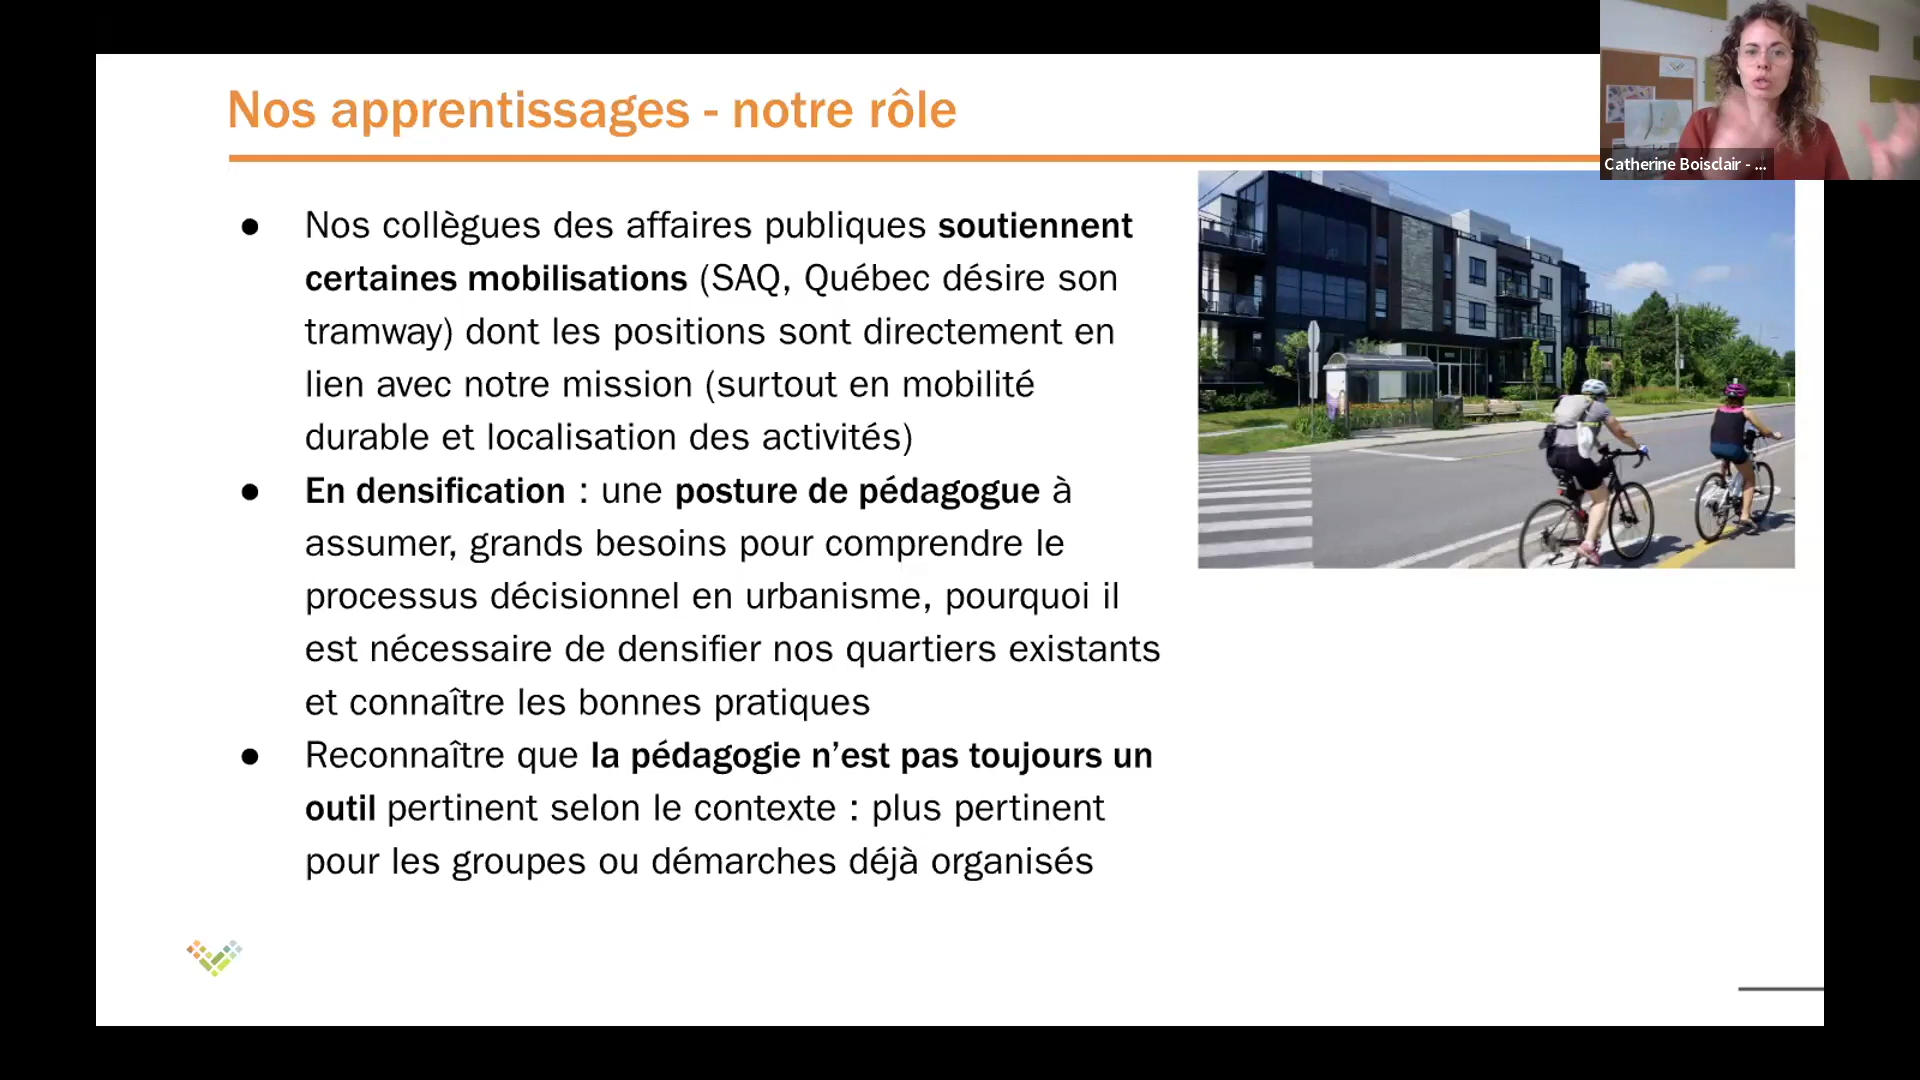 Nos apprentissages - notre rôle
Catherine Boisclair - ...
● Nos collègues des affaires publiques soutiennent
certaines mobilisations (SAQ, Québec désire son
tramway) dont les positions sont directement en
lien avec notre mission (surtout en mobilité
durable et localisation des activités)
● En densification : une posture de pédagogue à
assumer, grands besoins pour comprendre le
processus décisionnel en urbanisme, pourquoi il
est nécessaire de densifier nos quartiers existants
et connaître les bonnes pratiques
● Reconnaître que la pédagogie n’est pas toujours un
outil pertinent selon le contexte : plus pertinent
pour les groupes ou démarches déjà organisés